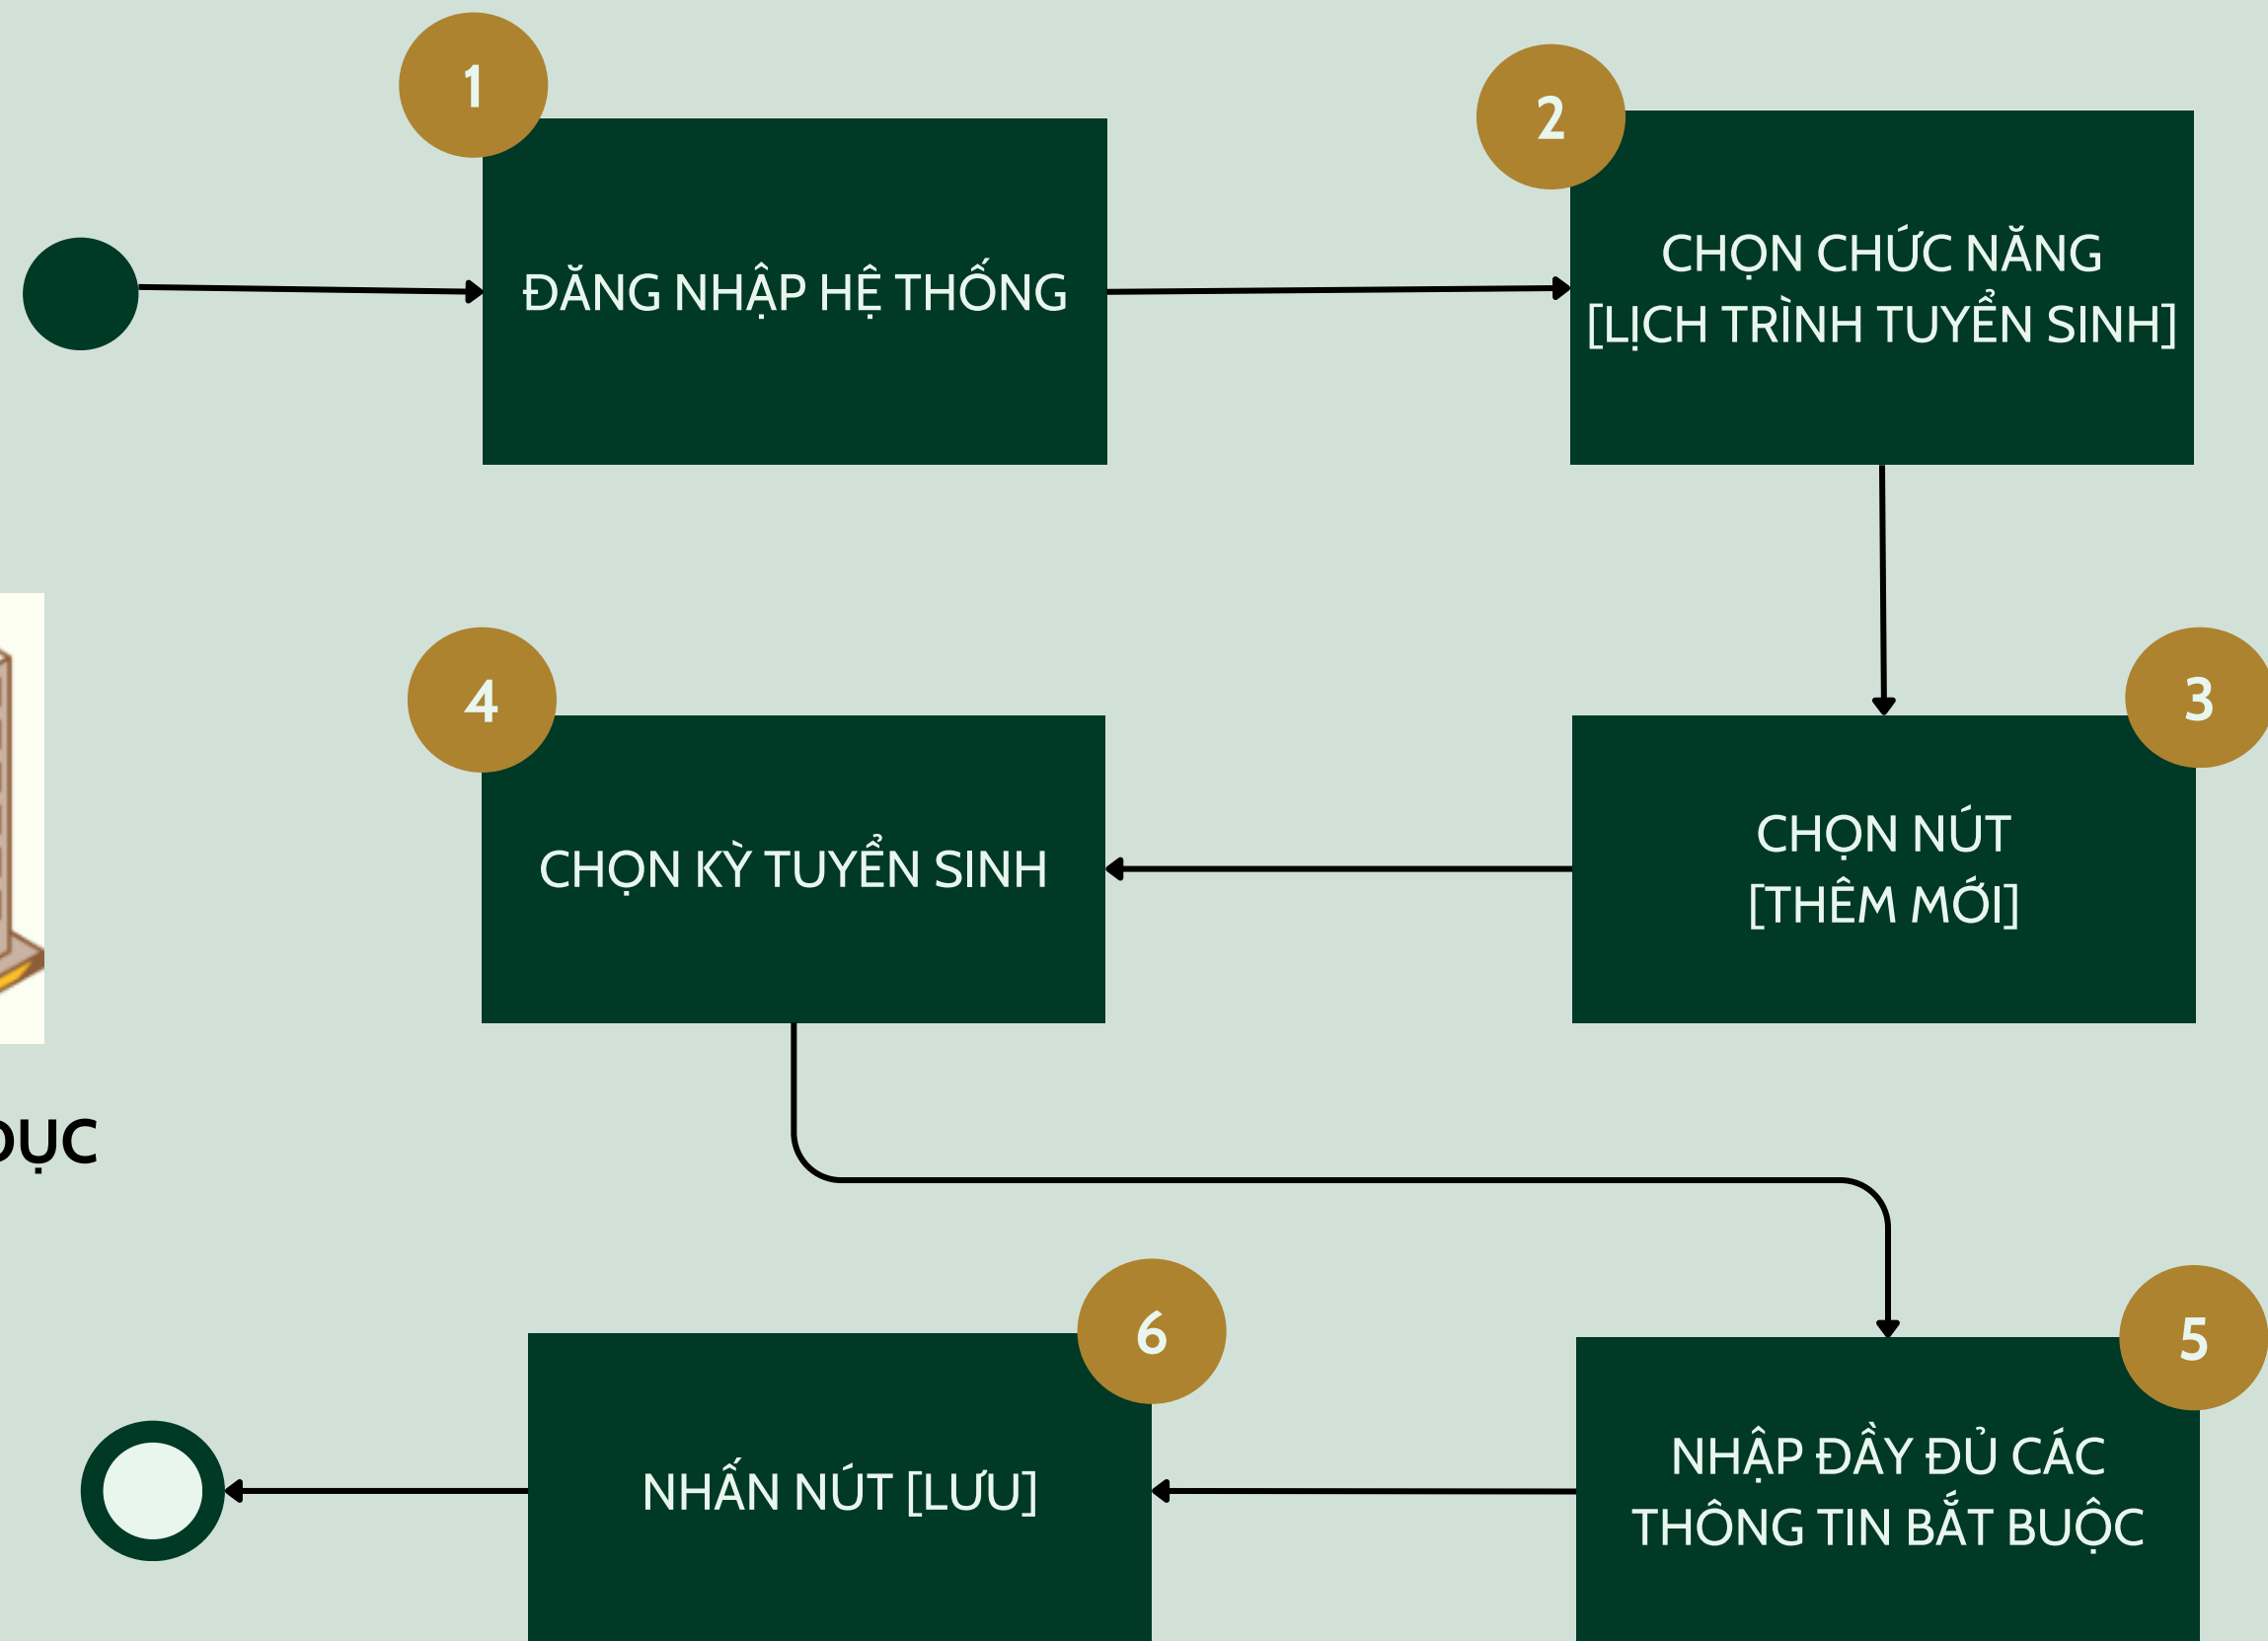 1
ĐĂNG NHẬP HỆ THỐNG
2
CHỌN CHỨC NĂNG
[LỊCH TRÌNH TUYỂN SINH]
3
CHỌN NÚT
[THÊM MỚI]
4
CHỌN KỲ TUYỂN SINH
DỤC
5
NHẬP ĐẦY ĐỦ CÁC
THÔNG TIN BẮT BUỘC
6
NHẤN NÚT [LƯU]